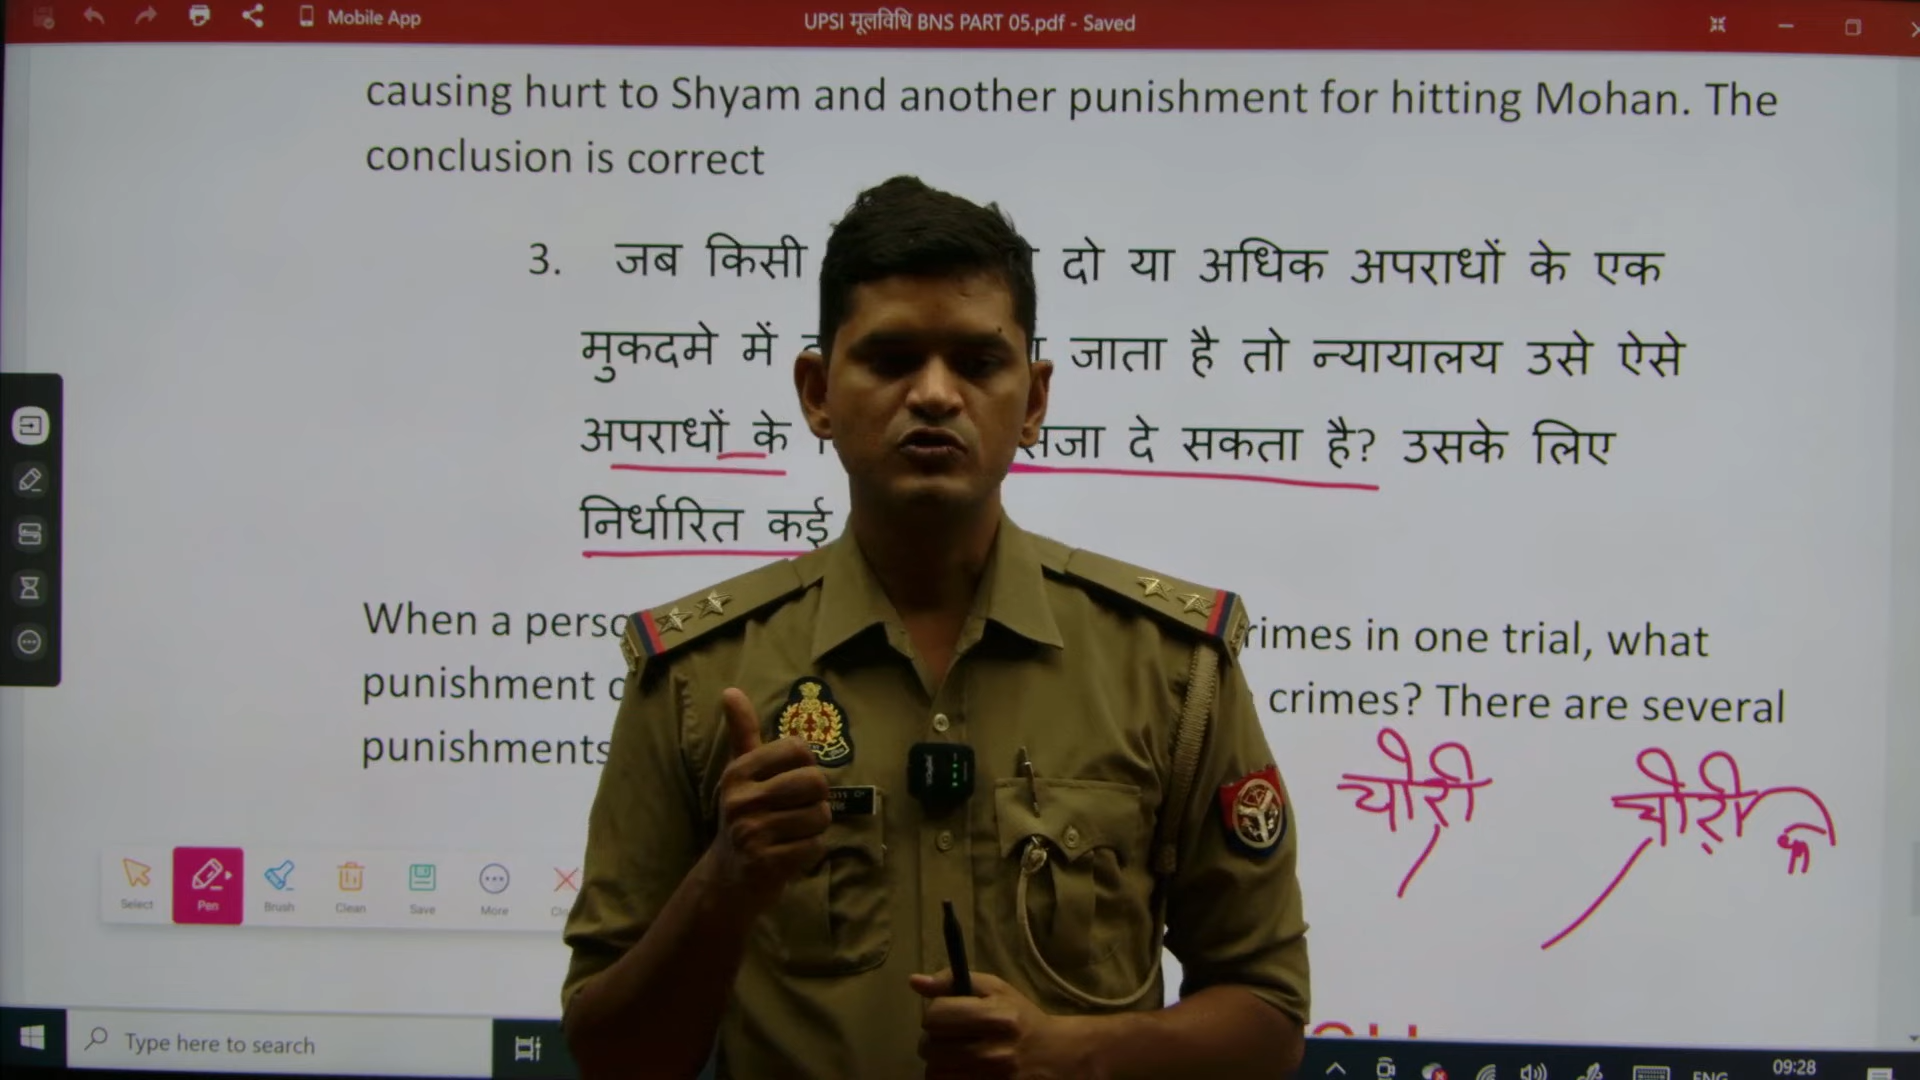 Mobile App
UPSI मूलविधि BNS PART 05.pdf - Saved
causing hurt to Shyam and another punishment for hitting Mohan. The
conclusion is correct
3. जब किसी दो या अधिक अपराधों के एक
मुकदमे में जाता है तो न्यायालय उसे ऐसे
अपराधों के सजा दे सकता है? उसके लिए
निर्धारित कई
When a perso rimes in one trial, what
punishment c crimes? There are several
punishments
चोरी चोरी की
Select Pen Brush Clean Save More
Type here to search
ENG 09:28